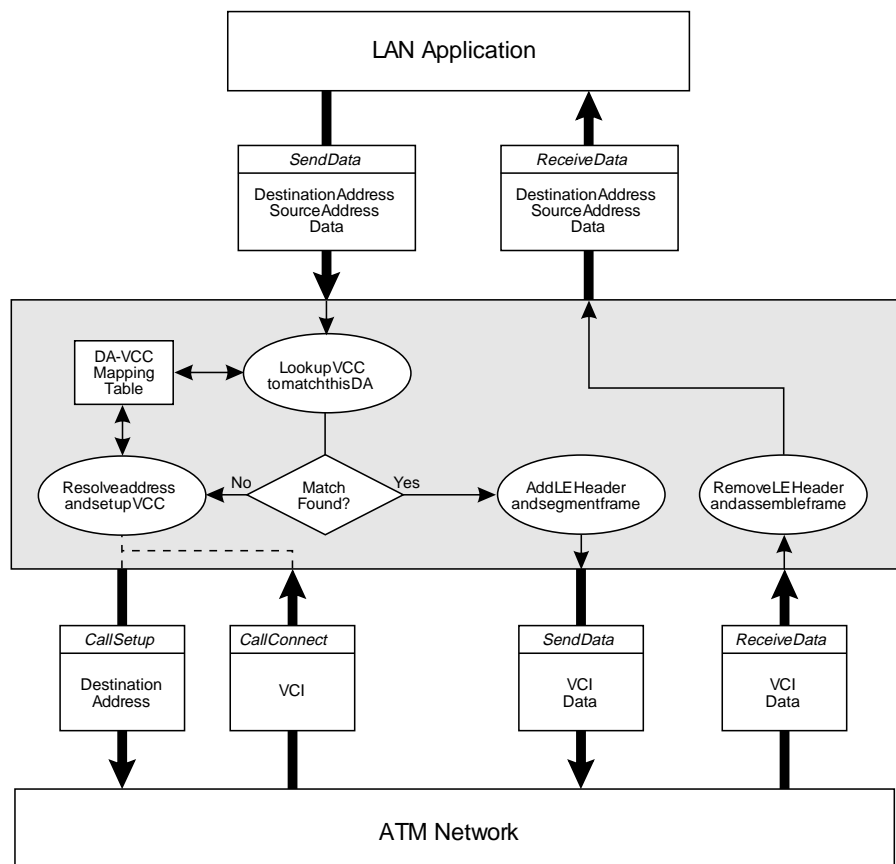 LAN Application
SendData
DestinationAddress
SourceAddress
Data
ReceiveData
DestinationAddress
SourceAddress
Data
DA-VCC
Mapping
Table
LookupVCC
tomatchthisDA
Resolveaddress
andsetupVCC
No
Match
Found?
Yes
AddLEHeader
andsegmentframe
RemoveLEHeader
andassembleframe
CallSetup
Destination
Address
CallConnect
VCI
SendData
VCI
Data
ReceiveData
VCI
Data
ATM Network